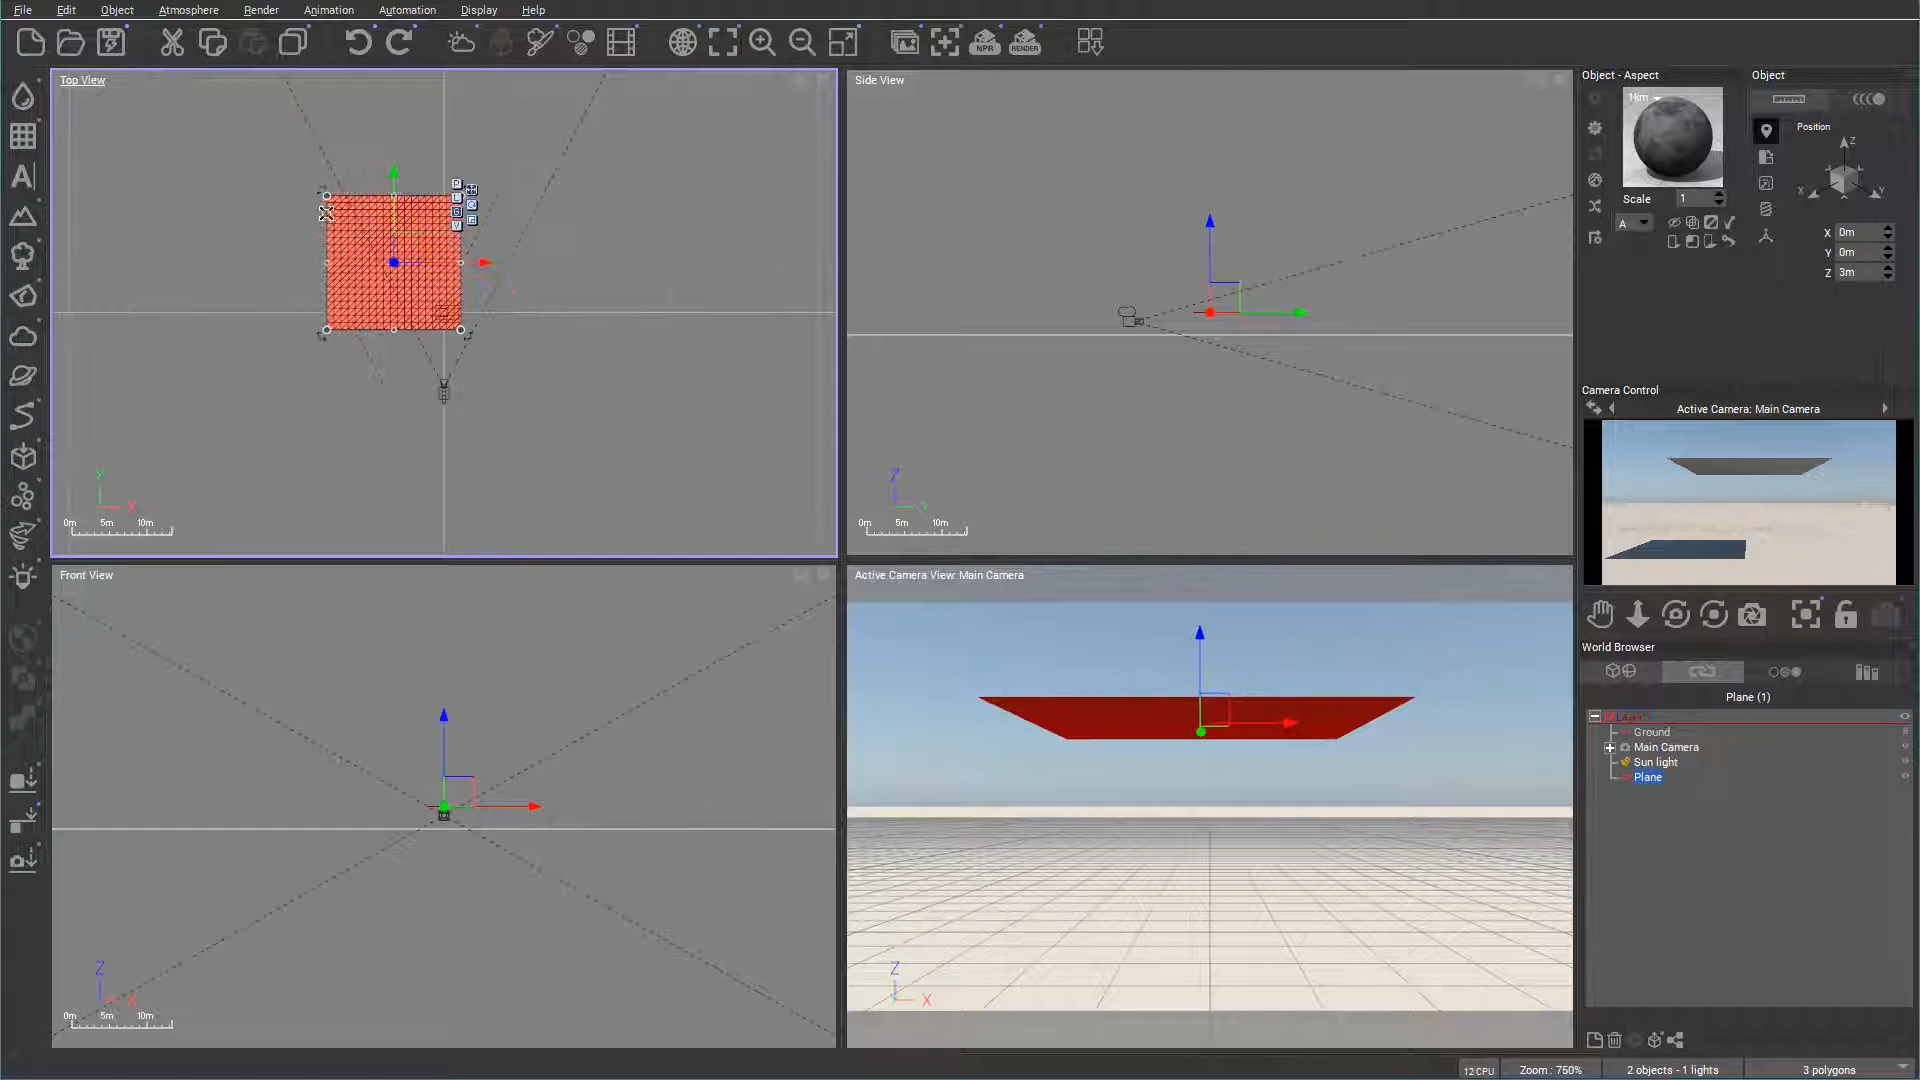 File Edit Object Atmosphere Render Animation Automation Display Help
NPR RENDER
Top View
Side View
Object - Aspect
Object
1km
Position
Z
X Y
Scale 1
A
X 0m
Y 0m
Z 3m
P
L
G
V
Y
X
0m 5m 10m
Z
0m 5m 10m
Camera Control
Active Camera: Main Camera
Front View
Active Camera View: Main Camera
World Browser
Plane (1)
Ground
Main Camera
Sun light
Plane
Z
X
0m 5m 10m
Z
X
12 CPU Zoom : 750% 2 objects - 1 lights 3 polygons